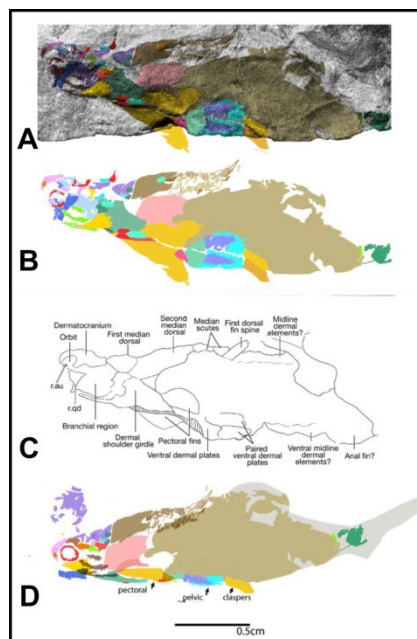 A
B
Dermatocranium
Orbit
First median
dorsal
Second
median
dorsal
Median
scutes
First dorsal
fin spine
Midline
dermal
elements?
r.au
r.qd
Branchial region
Dermal
shoulder girdle
Pectoral fins
Ventral dermal plates
Paired
ventral dermal
plates
Ventral midline
dermal
elements?
Anal fin?
C
D
pectoral
pelvic
claspers
0.5cm